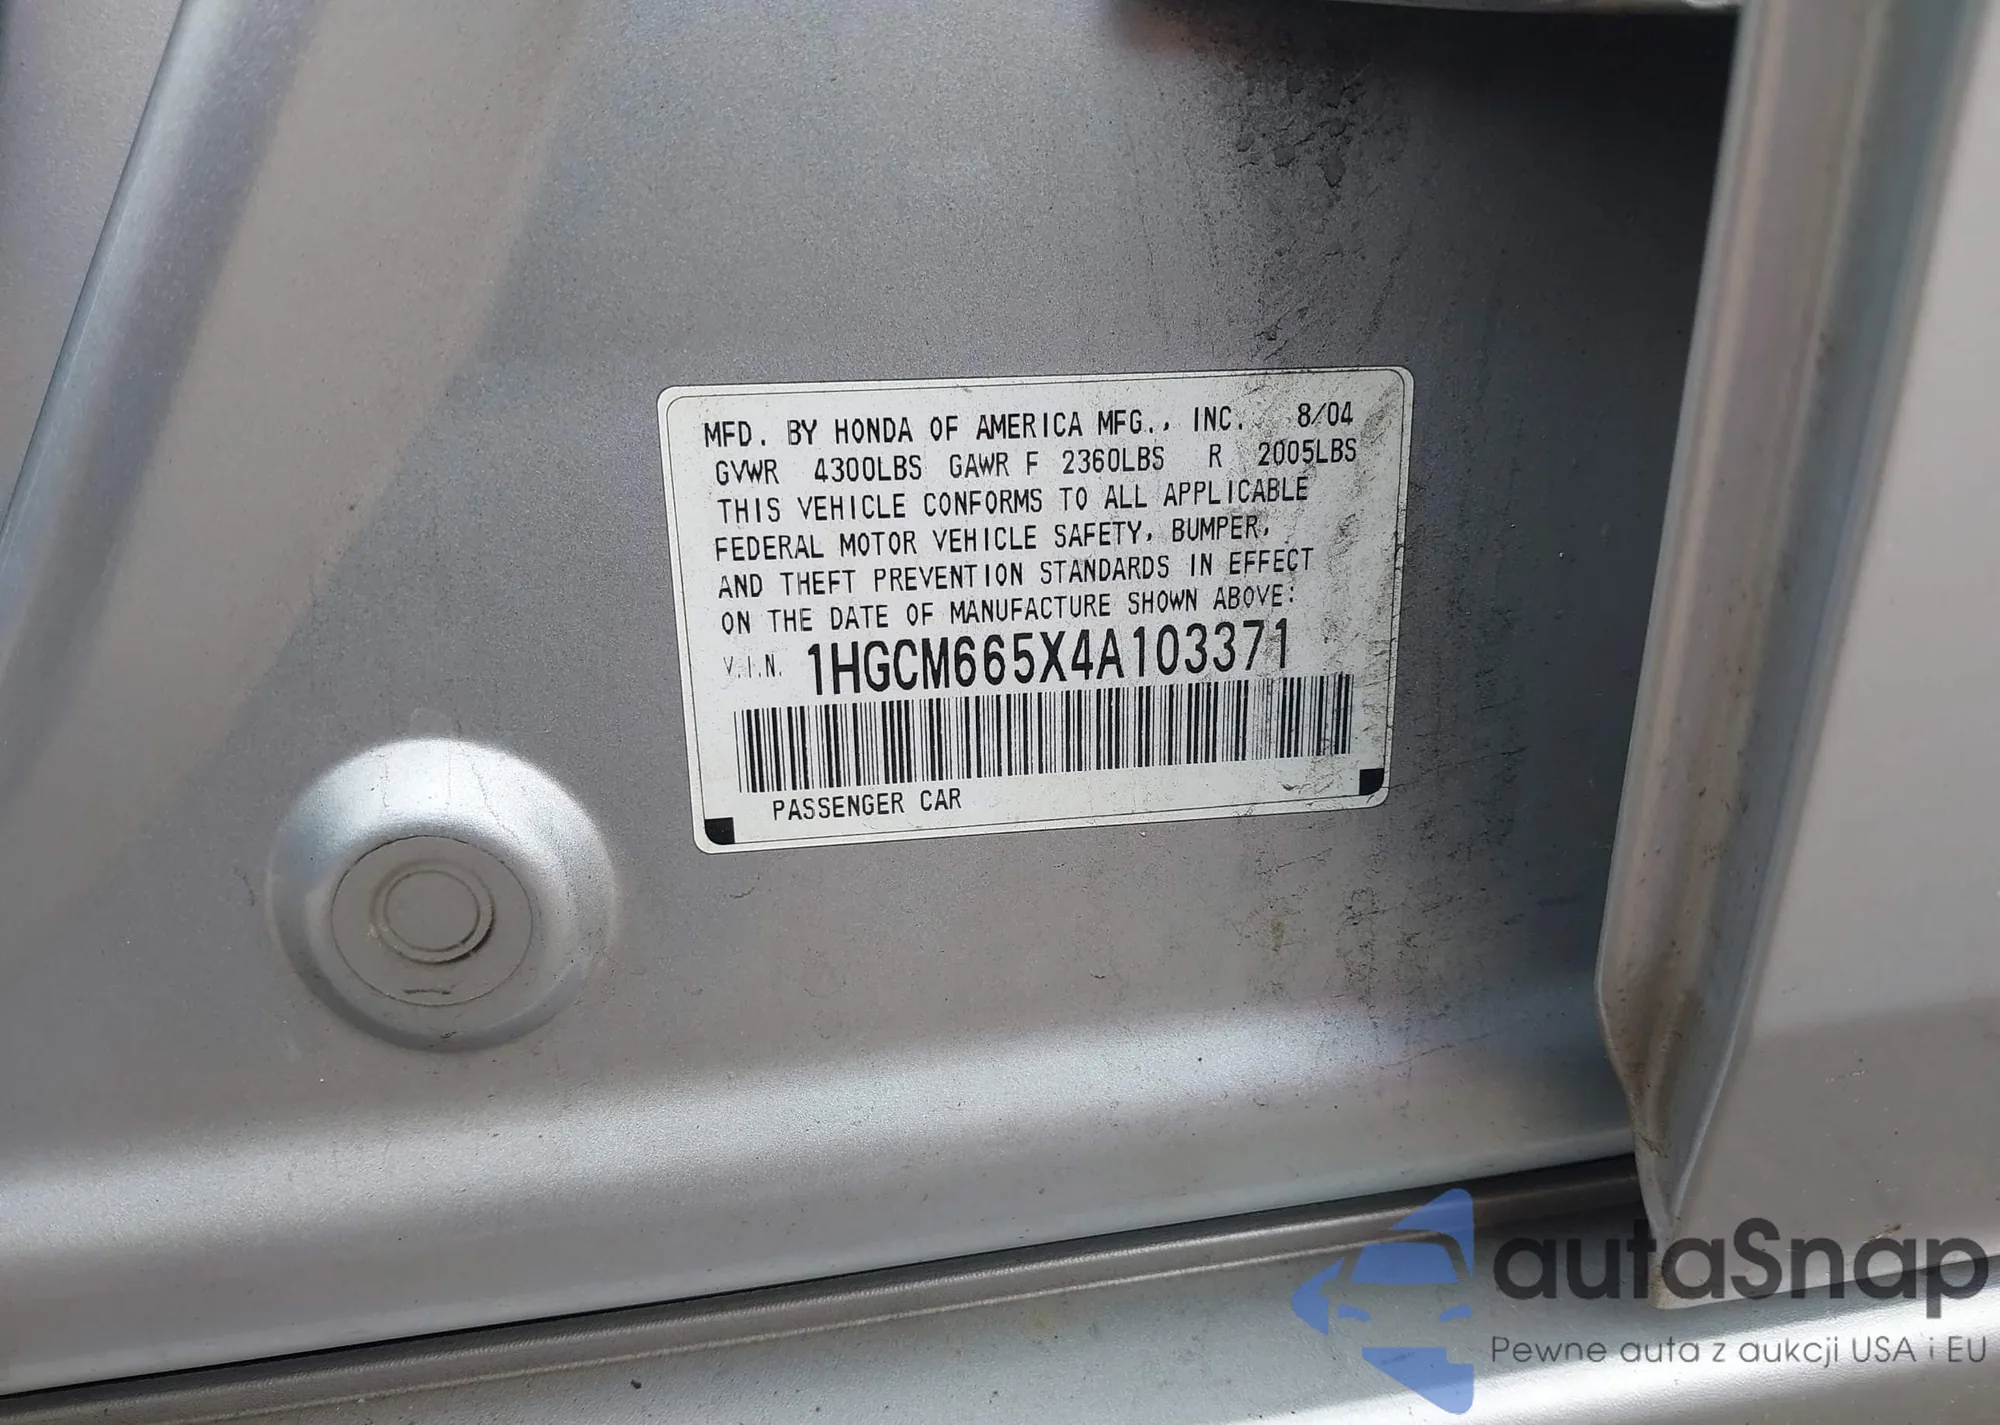 MFD. BY HONDA OF AMERICA MFG., INC. 8/04
GVWR 4300LBS GAWR F 2360LBS R 2005LBS
THIS VEHICLE CONFORMS TO ALL APPLICABLE
FEDERAL MOTOR VEHICLE SAFETY, BUMPER,
AND THEFT PREVENTION STANDARDS IN EFFECT
ON THE DATE OF MANUFACTURE SHOWN ABOVE:
V.I.N. 1HGCM665X4A103371
PASSENGER CAR
autaSnap
Pewne auta z aukcji USA i EU